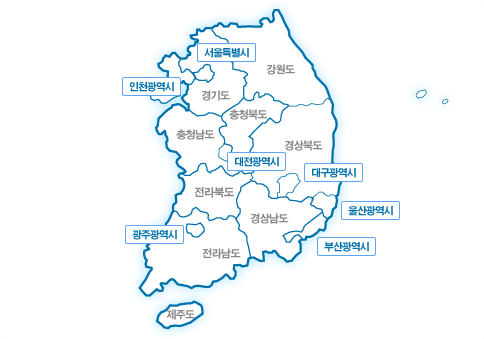 서울특별시
강원도
인천광역시
경기도
충청북도
충청남도
경상북도
대전광역시
대구광역시
전라북도
울산광역시
경상남도
광주광역시
부산광역시
전라남도
제주도